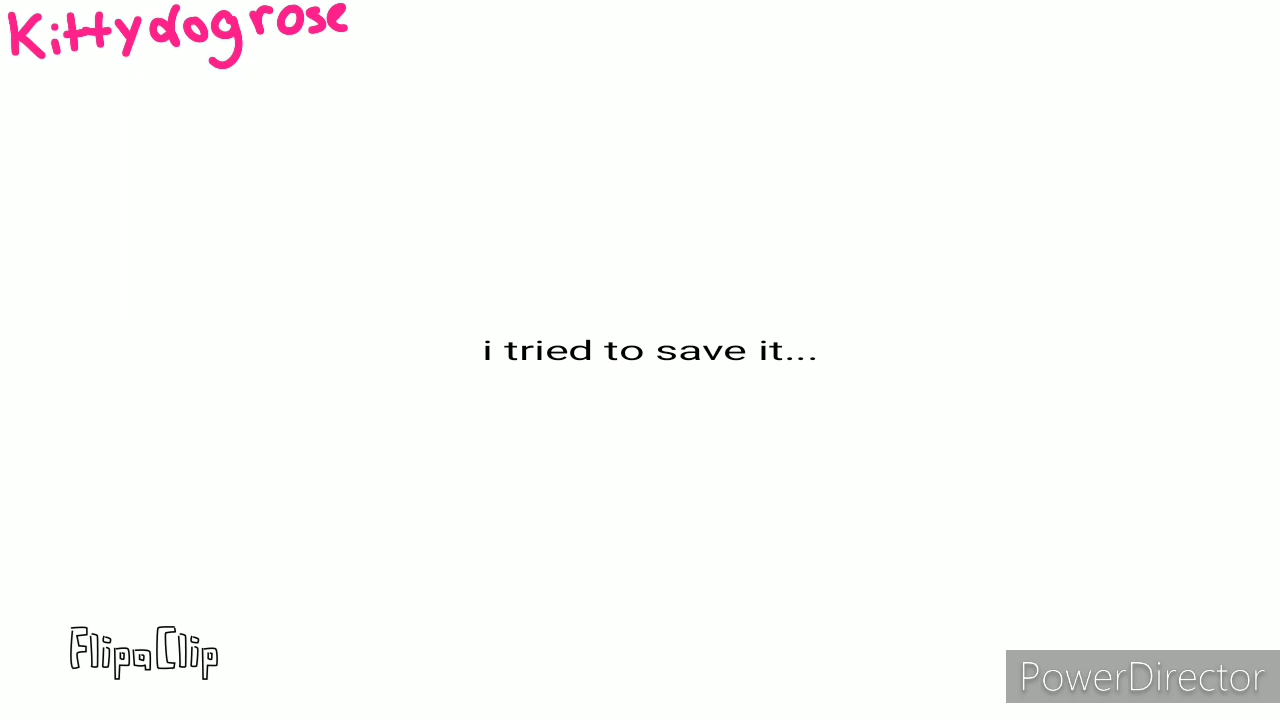 Kittydogrose
i tried to save it...
FlipaClip
PowerDirector